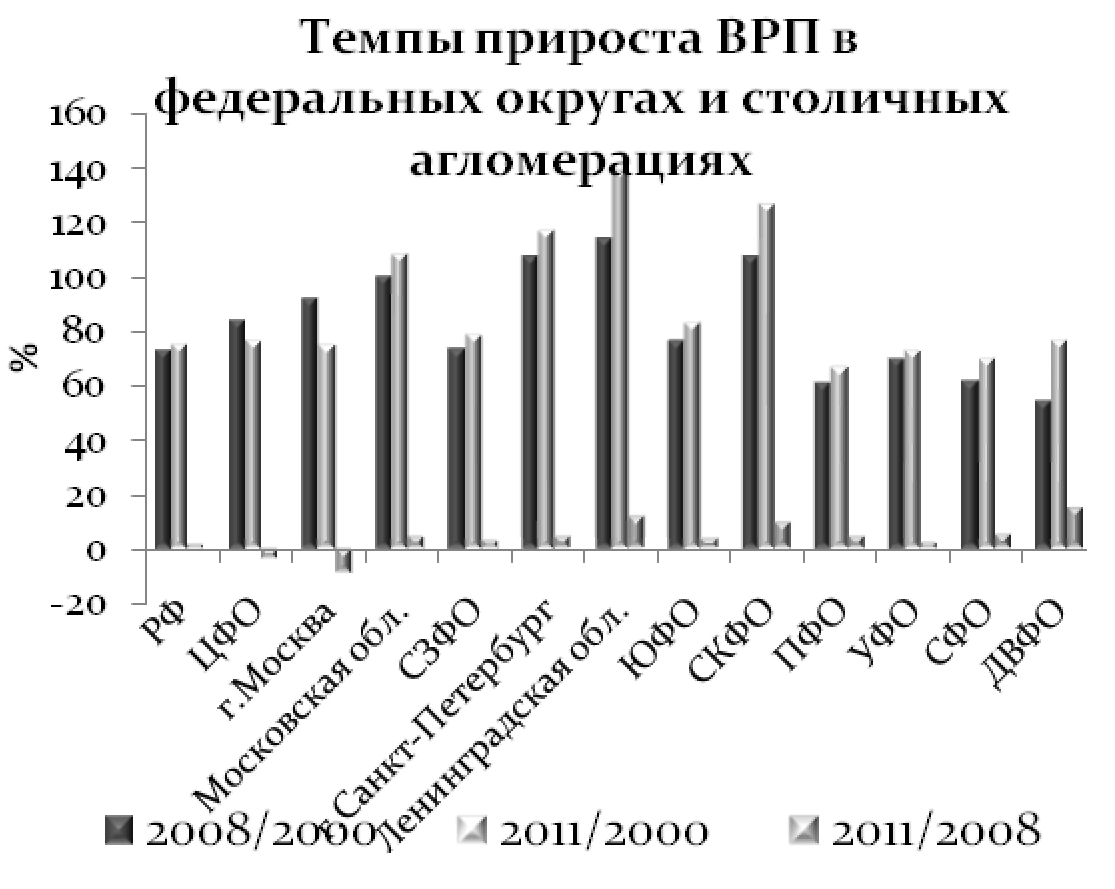 Темпы прироста ВРП в
федеральных округах и столичных
агломерациях
160
140
120
100
80
60
40
20
0
-20
%
РФ
ЦФО
г.Москва
Московская обл.
СЗФО
г.Санкт-Петербург
Ленинградская обл.
ЮФО
СКФО
ПФО
УФО
СФО
ДВФО
2008/2000
2011/2000
2011/2008